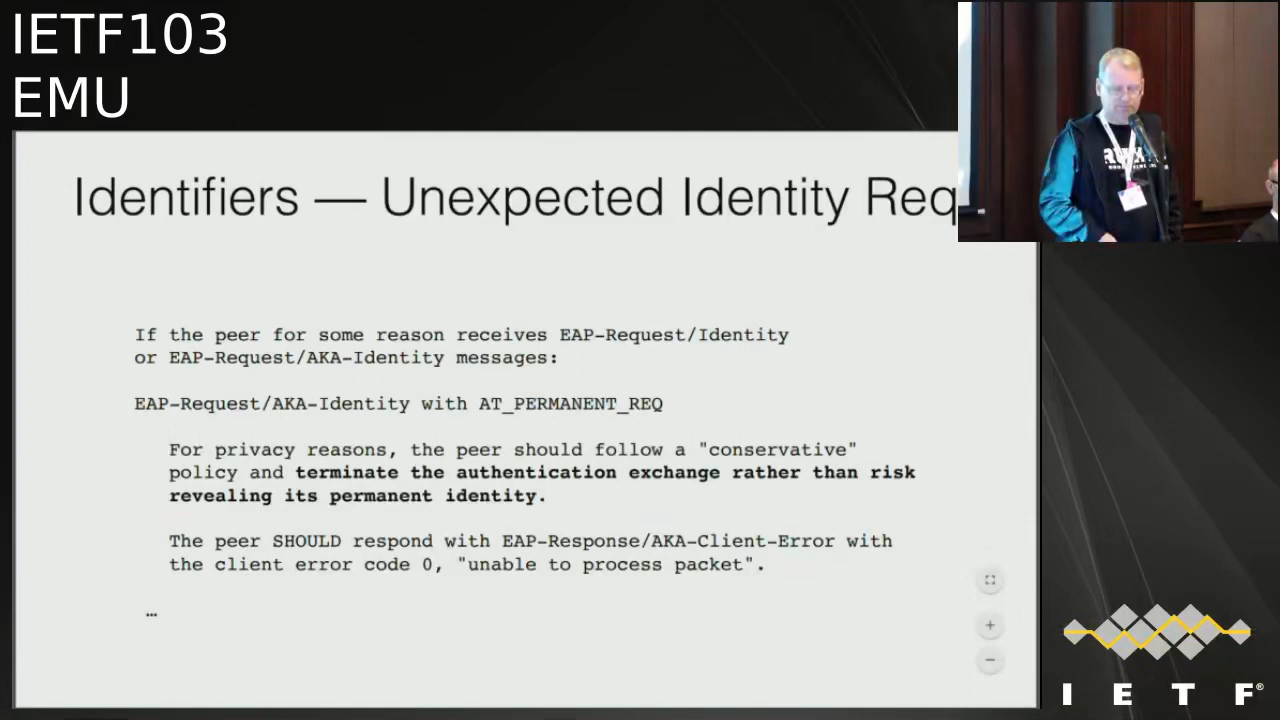 IETF103
EMU
Identifiers — Unexpected Identity Req
If the peer for some reason receives EAP-Request/Identity
or EAP-Request/AKA-Identity messages:
EAP-Request/AKA-Identity with AT_PERMANENT_REQ
For privacy reasons, the peer should follow a "conservative"
policy and terminate the authentication exchange rather than risk
revealing its permanent identity.
The peer SHOULD respond with EAP-Response/AKA-Client-Error with
the client error code 0, "unable to process packet".
…
I E T F®